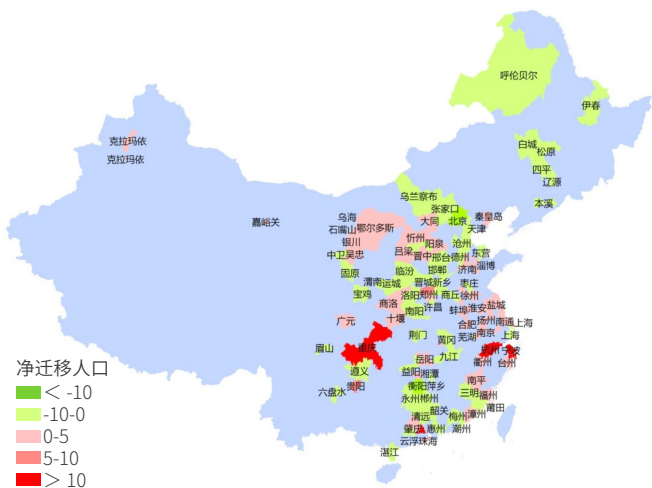 呼伦贝尔
伊春
克拉玛依
克拉玛依
白城
松原
四平
辽源
本溪
乌兰察布
张家口
嘉峪关
乌海
大同
北京
秦皇岛
石嘴山
鄂尔多斯
天津
银川
忻州
阳泉
沧州
中卫
吴忠
吕梁
晋中
邢台
德州
东营
固原
临汾
邯郸
济南
淄博
渭南
运城
晋城
新乡
枣庄
宝鸡
洛阳
郑州
商丘
徐州
商洛
南阳
许昌
蚌埠
淮安
盐城
广元
十堰
合肥
扬州
南通
上海
荆门
黄冈
芜湖
南京
上海
眉山
重庆
杭州
宁波
岳阳
九江
衢州
台州
遵义
益阳
湘潭
南平
六盘水
贵阳
衡阳
萍乡
三明
福州
永州
郴州
莆田
清远
韶关
梅州
漳州
肇庆
惠州
潮州
云浮
珠海
湛江
净迁移人口
＜ -10
-10-0
0-5
5-10
＞ 10